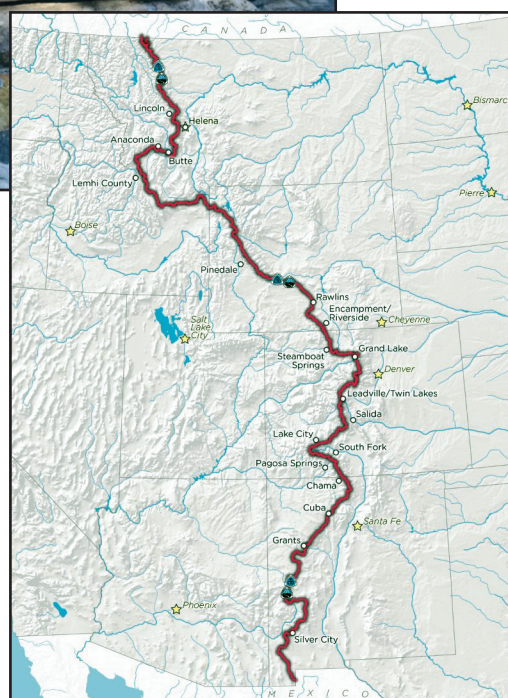 CANADA
Lincoln
Helena
Bismarc
Anaconda
Butte
Lemhi County
Pierre
Boise
Pinedale
Rawlins
Encampment/
Riverside
Cheyenne
Salt
Lake
City
Steamboat
Springs
Grand Lake
Denver
Leadville/Twin Lakes
Salida
Lake City
South Fork
Pagosa Springs
Chama
Cuba
Santa Fe
Grants
Phoenix
Silver City
MEXICO